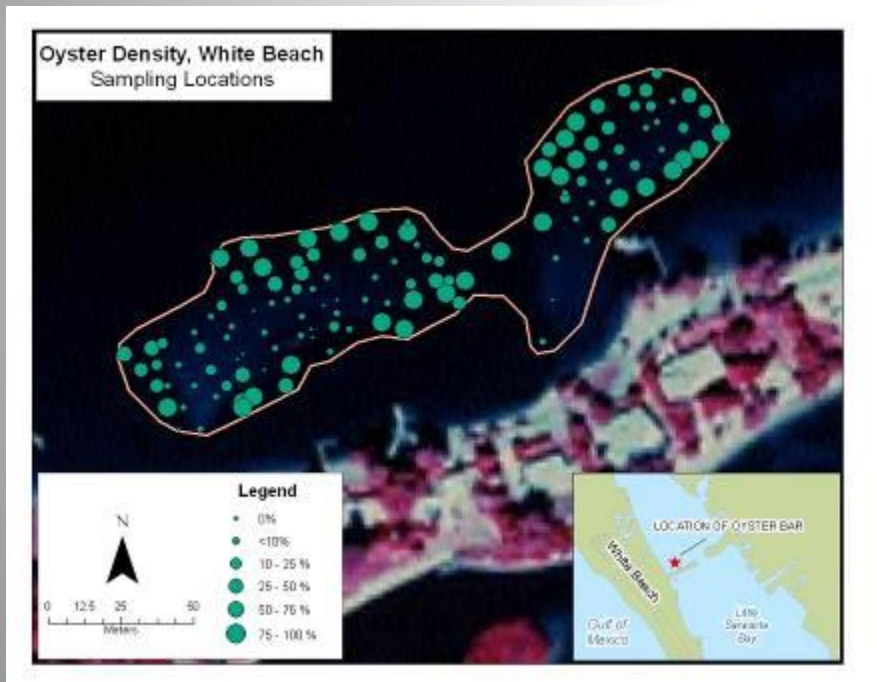 Oyster Density, White Beach
Sampling Locations
Legend
N
0%
<10%
10 - 25 %
25 - 50 %
50 - 75 %
75 - 100 %
0 12.5 25 50
Meters
LOCATION OF OYSTER BAR
White Beach
Gulf of
Mexico
Little
Sarasota
Bay